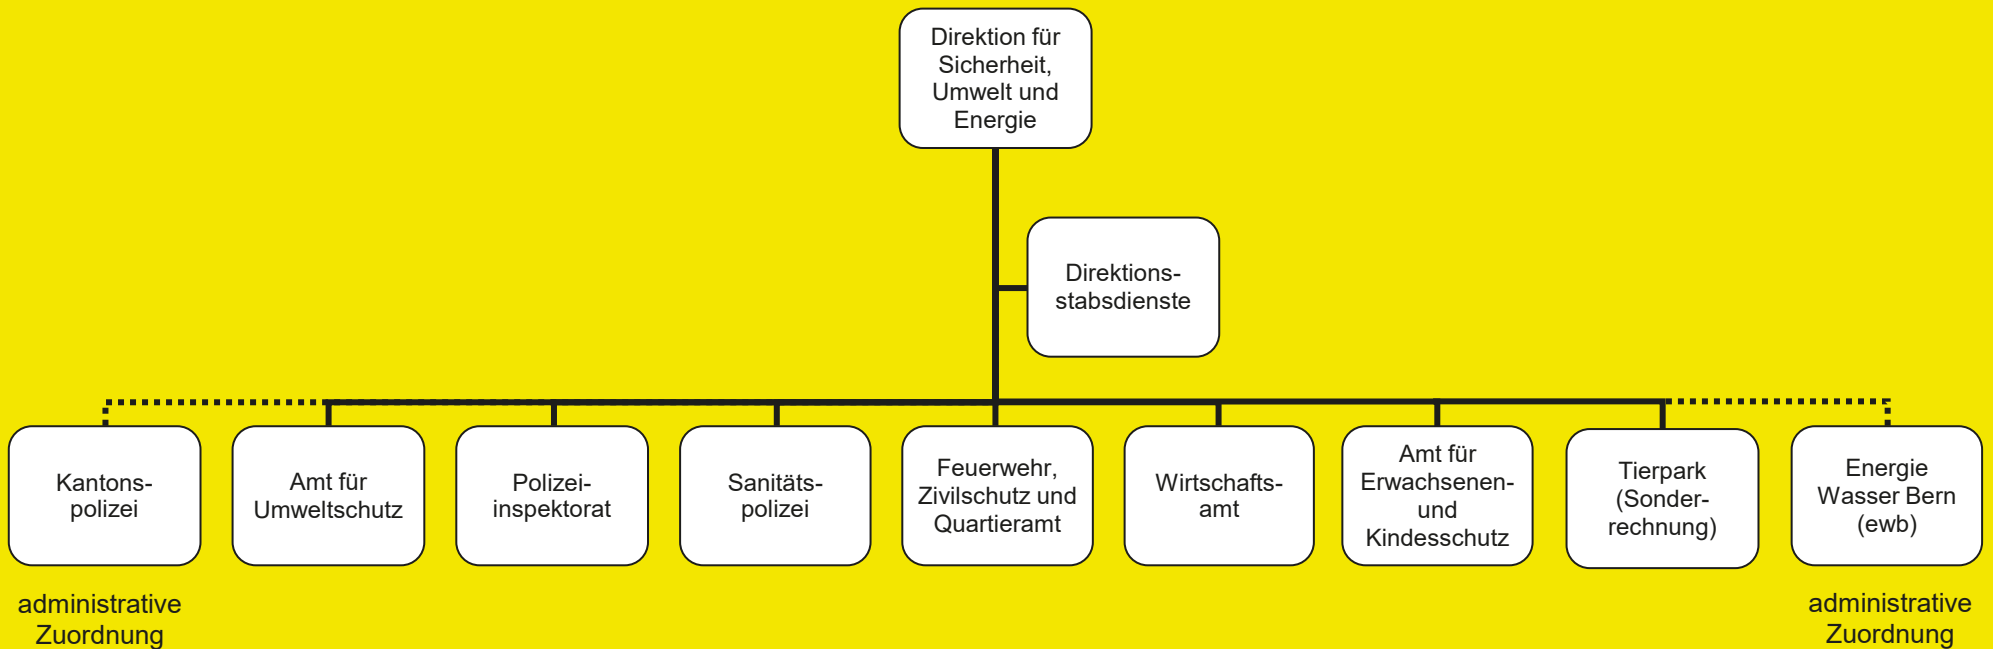 Direktion für
Sicherheit,
Umwelt und
Energie
Direktions-
stabsdienste
Kantons-
polizei
Amt für
Umweltschutz
Polizei-
inspektorat
Sanitäts-
polizei
Feuerwehr,
Zivilschutz und
Quartieramt
Wirtschafts-
amt
Amt für
Erwachsenen-
und
Kindesschutz
Tierpark
(Sonder-
rechnung)
Energie
Wasser Bern
(ewb)
administrative
Zuordnung
administrative
Zuordnung